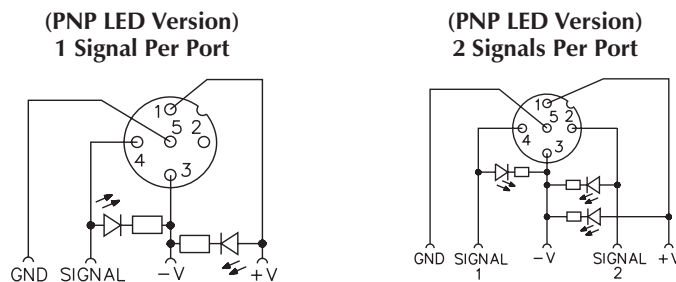 (PNP LED Version)
1 Signal Per Port
1
5 2
4
3
GND SIGNAL −V +V
(PNP LED Version)
2 Signals Per Port
1
5 2
4
3
GND SIGNAL 1 −V SIGNAL 2 +V